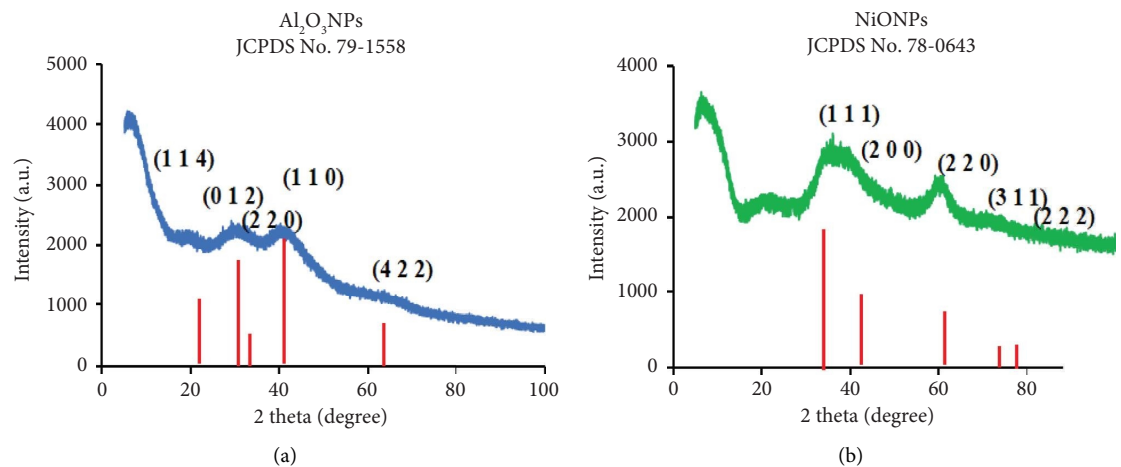 Al₂O₃NPs
JCPDS No. 79-1558
5000
4000
3000
2000
1000
0
Intensity (a.u.)
(1 1 4)
(0 1 2)
(2 2 0)
(1 1 0)
(4 2 2)
0 20 40 60 80 100
2 theta (degree)
(a)
NiONPs
JCPDS No. 78-0643
4000
3000
2000
1000
0
Intensity (a.u.)
(1 1 1)
(2 0 0)
(2 2 0)
(3 1 1)
(2 2 2)
0 20 40 60 80
2 theta (degree)
(b)